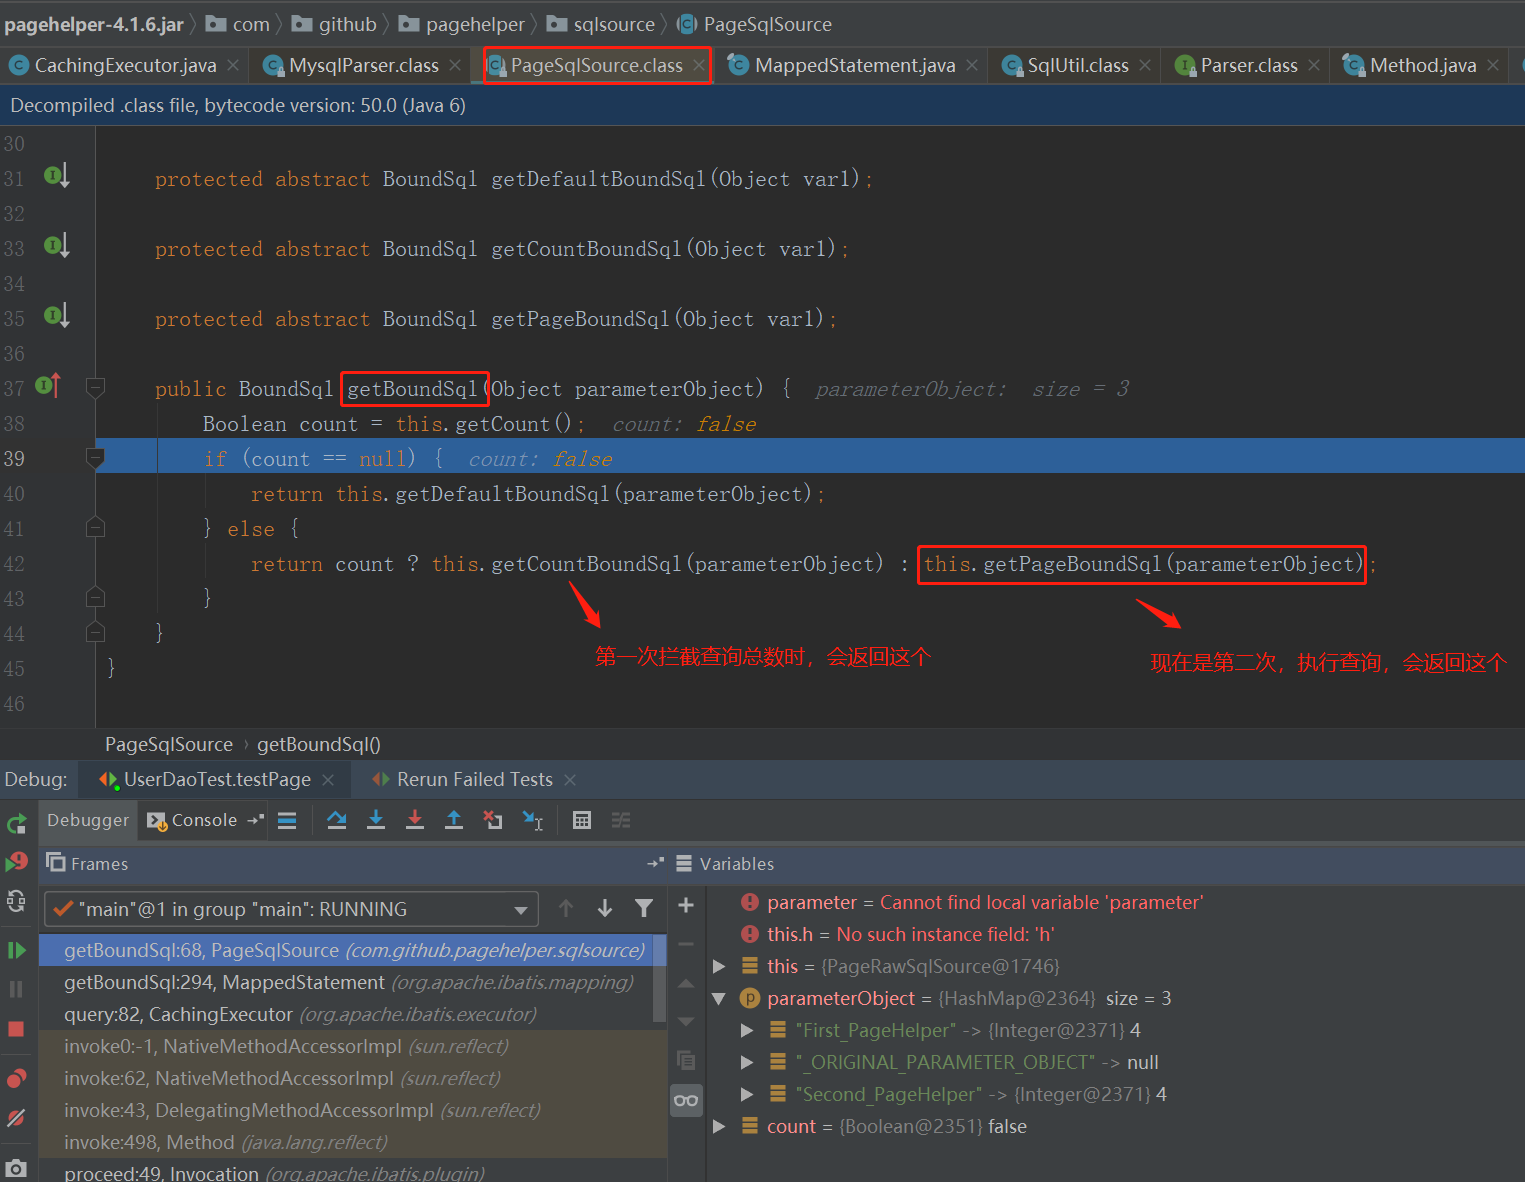 pagehelper-4.1.6.jar com github pagehelper sqlsource PageSqlSource
CachingExecutor.java MysqlParser.class PageSqlSource.class MappedStatement.java SqlUtil.class Parser.class Method.java
Decompiled .class file, bytecode version: 50.0 (Java 6)
30
31 protected abstract BoundSql getDefaultBoundSql(Object var1);
32
33 protected abstract BoundSql getCountBoundSql(Object var1);
34
35 protected abstract BoundSql getPageBoundSql(Object var1);
36
37 public BoundSql getBoundSql(Object parameterObject) { parameterObject: size = 3
38 Boolean count = this.getCount(); count: false
39 if (count == null) { count: false
40 return this.getDefaultBoundSql(parameterObject);
41 } else {
42 return count ? this.getCountBoundSql(parameterObject) : this.getPageBoundSql(parameterObject);
43 }
44 }
第一次拦截查询总数时，会返回这个
现在是第二次，执行查询，会返回这个
45 }
46
PageSqlSource › getBoundSql()
Debug: UserDaoTest.testPage Rerun Failed Tests
Debugger Console
Frames
Variables
"main"@1 in group "main": RUNNING
getBoundSql:68, PageSqlSource (com.github.pagehelper.sqlsource)
getBoundSql:294, MappedStatement (org.apache.ibatis.mapping)
query:82, CachingExecutor (org.apache.ibatis.executor)
invoke0:-1, NativeMethodAccessorImpl (sun.reflect)
invoke:62, NativeMethodAccessorImpl (sun.reflect)
invoke:43, DelegatingMethodAccessorImpl (sun.reflect)
invoke:498, Method (java.lang.reflect)
proceed:49, Invocation (org.apache.ibatis.plugin)
parameter = Cannot find local variable 'parameter'
this.h = No such instance field: 'h'
this = {PageRawSqlSource@1746}
parameterObject = {HashMap@2364} size = 3
"First_PageHelper" -> {Integer@2371} 4
"_ORIGINAL_PARAMETER_OBJECT" -> null
"Second_PageHelper" -> {Integer@2371} 4
count = {Boolean@2351} false